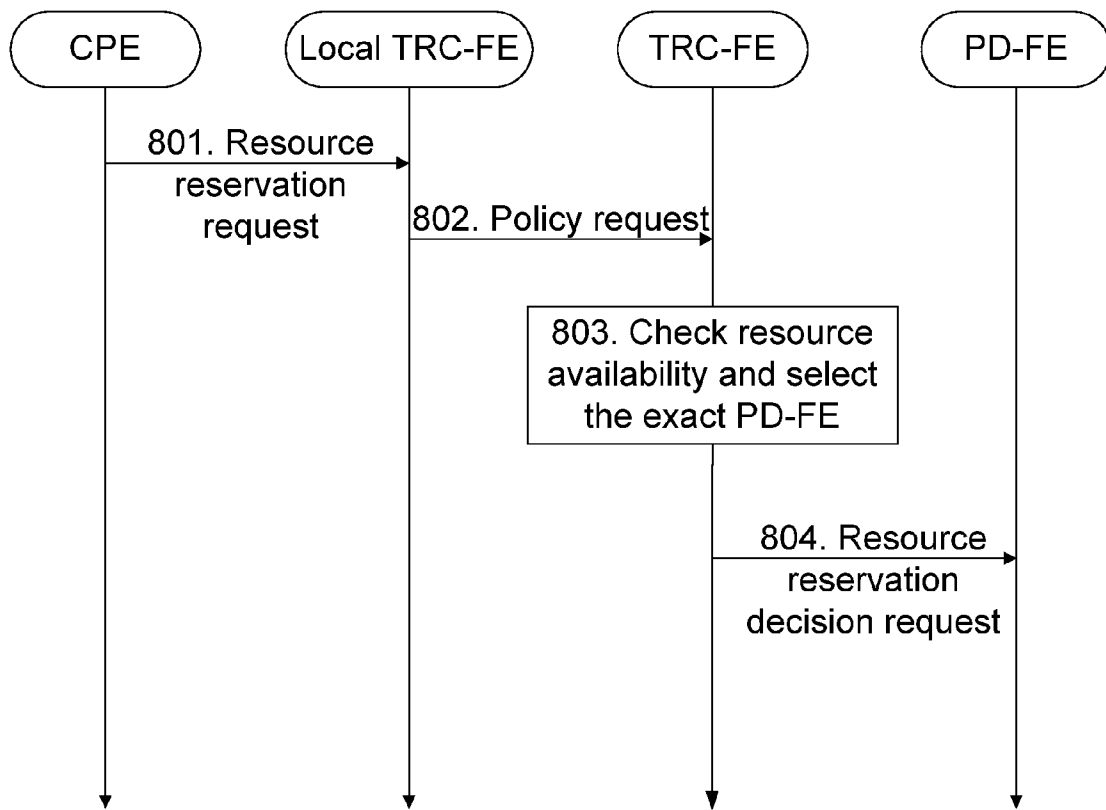 CPE
Local TRC-FE
TRC-FE
PD-FE
801. Resource
reservation
request
802. Policy request
803. Check resource
availability and select
the exact PD-FE
804. Resource
reservation
decision request